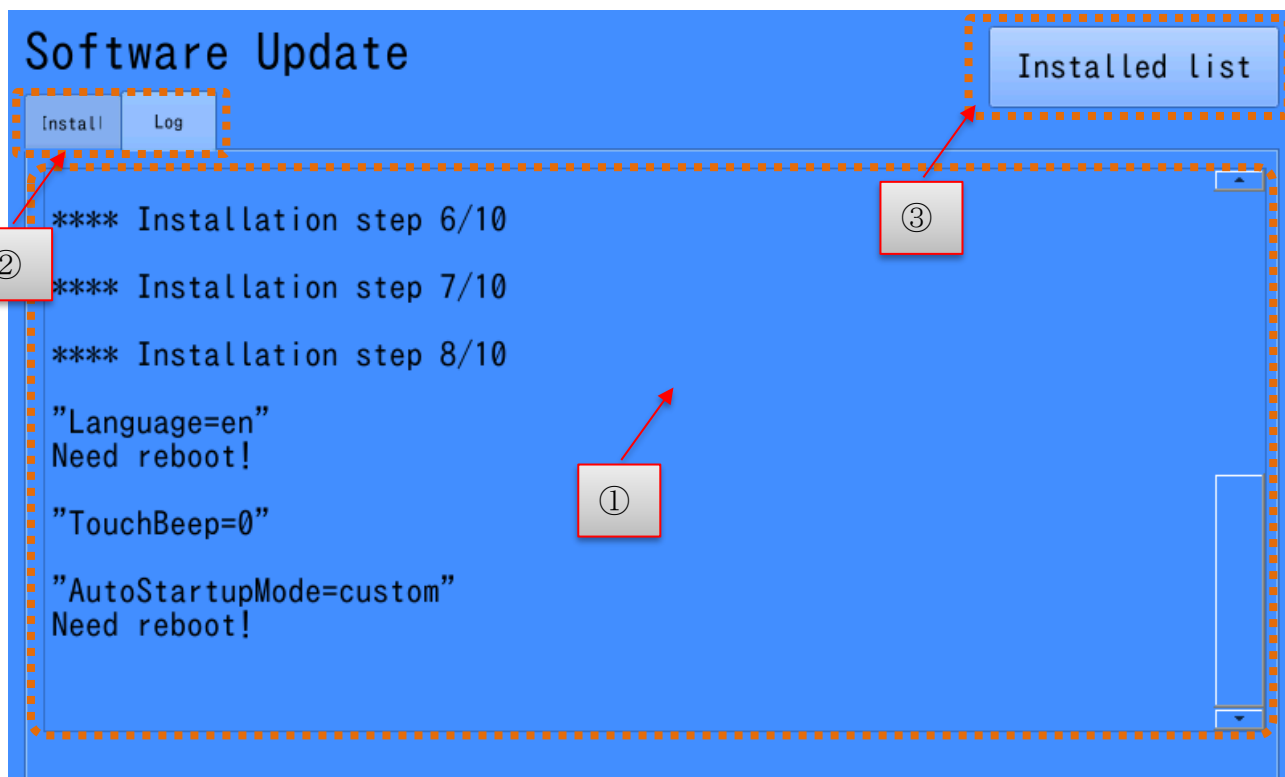 Software Update
Installed list
Install
Log
③
②
**** Installation step 6/10
**** Installation step 7/10
**** Installation step 8/10
"Language=en"
Need reboot!
①
"TouchBeep=0"
"AutoStartupMode=custom"
Need reboot!